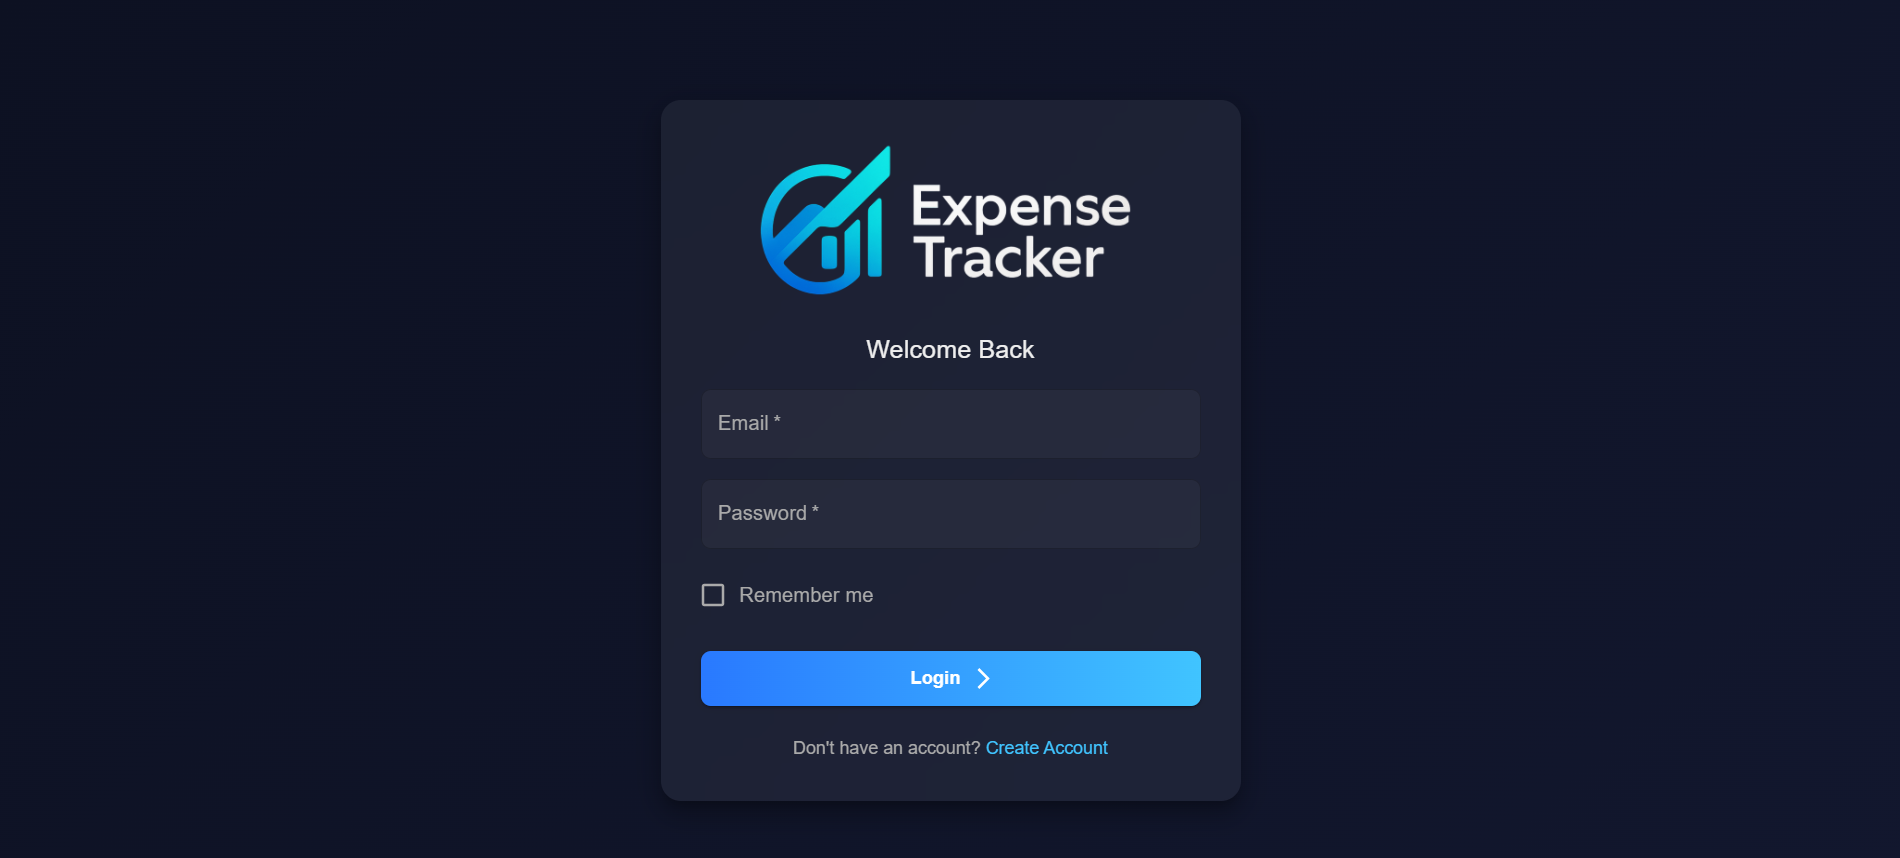 Expense
Tracker
Welcome Back
Email *
Password *
Remember me
Login
Don't have an account? Create Account